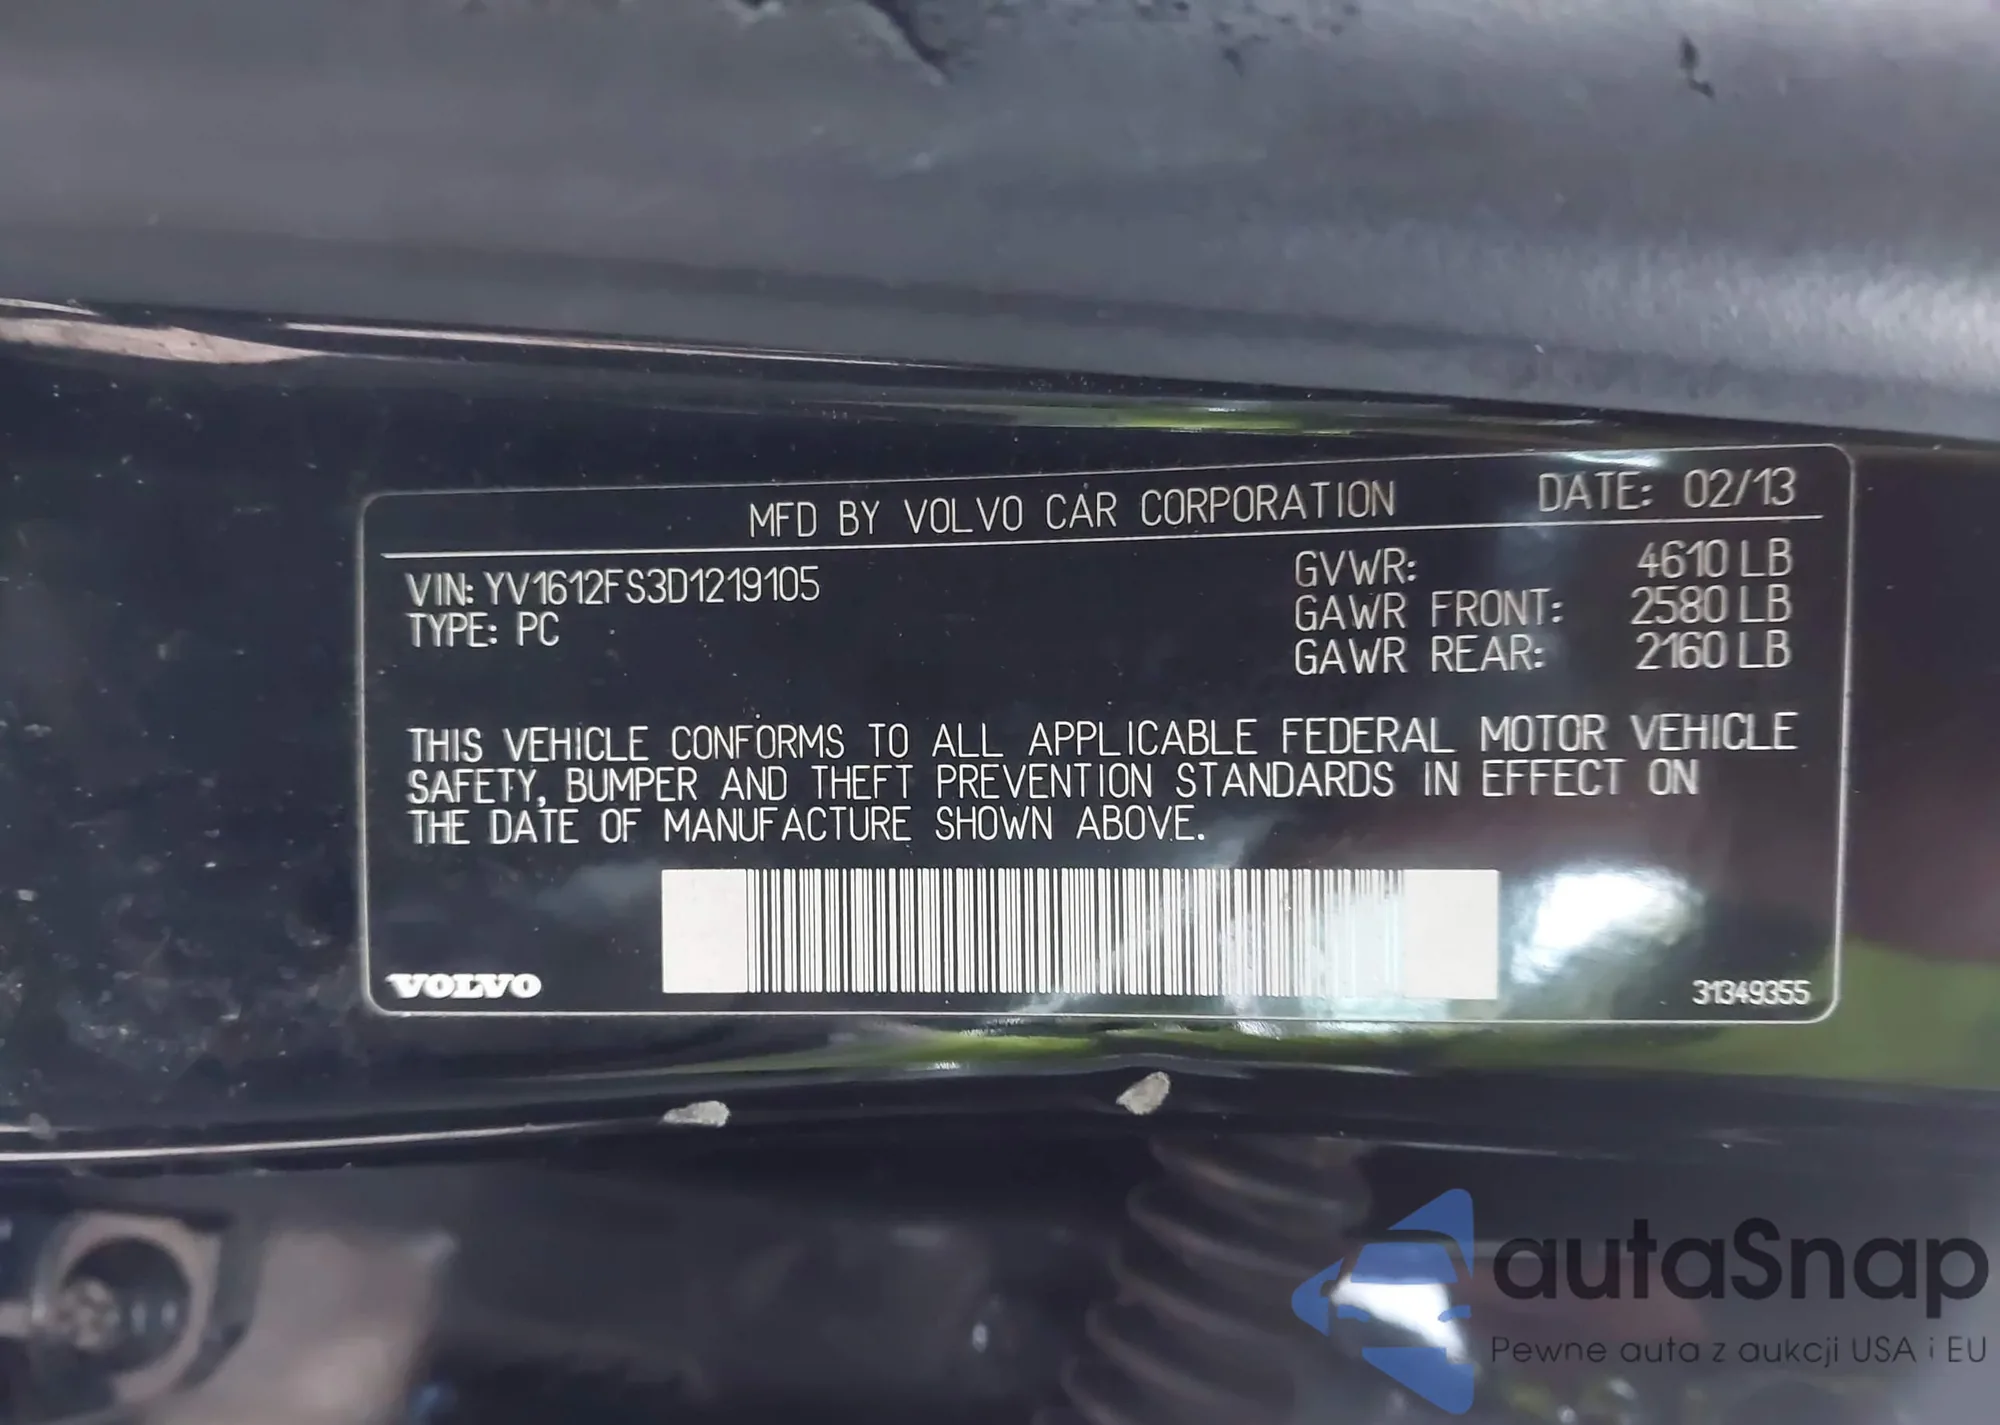 MFD BY VOLVO CAR CORPORATION DATE: 02/13
VIN: YV1612FS3D1219105
TYPE: PC
GVWR: 4610 LB
GAWR FRONT: 2580 LB
GAWR REAR: 2160 LB
THIS VEHICLE CONFORMS TO ALL APPLICABLE FEDERAL MOTOR VEHICLE
SAFETY, BUMPER AND THEFT PREVENTION STANDARDS IN EFFECT ON
THE DATE OF MANUFACTURE SHOWN ABOVE.
VOLVO
31349355
autaSnap
Pewne auta z aukcji USA i EU